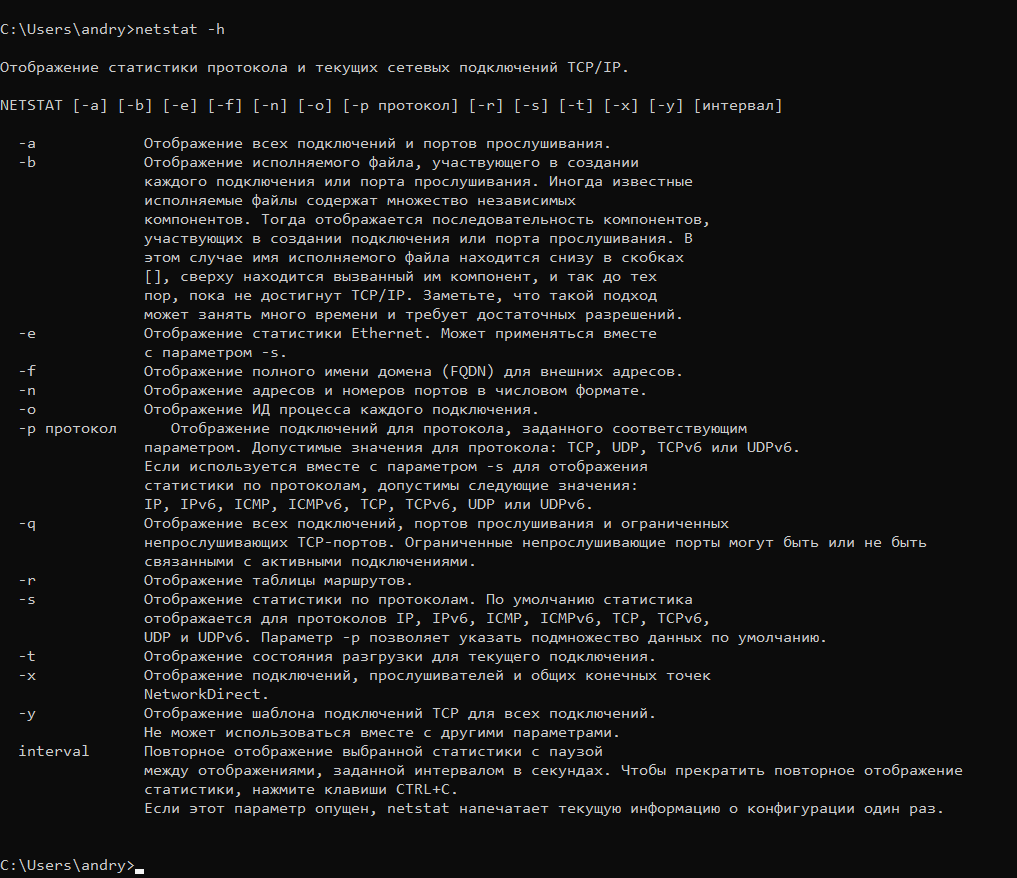 C:\Users\andry>netstat -h
Отображение статистики протокола и текущих сетевых подключений TCP/IP.
NETSTAT [-a] [-b] [-e] [-f] [-n] [-o] [-p протокол] [-r] [-s] [-t] [-x] [-y] [интервал]
-a Отображение всех подключений и портов прослушивания.
-b Отображение исполняемого файла, участвующего в создании
каждого подключения или порта прослушивания. Иногда известные
исполняемые файлы содержат множество независимых
компонентов. Тогда отображается последовательность компонентов,
участвующих в создании подключения или порта прослушивания. В
этом случае имя исполняемого файла находится снизу в скобках
[], сверху находится вызванный им компонент, и так до тех
пор, пока не достигнут TCP/IP. Заметьте, что такой подход
может занять много времени и требует достаточных разрешений.
-e Отображение статистики Ethernet. Может применяться вместе
с параметром -s.
-f Отображение полного имени домена (FQDN) для внешних адресов.
-n Отображение адресов и номеров портов в числовом формате.
-o Отображение ИД процесса каждого подключения.
-p протокол Отображение подключений для протокола, заданного соответствующим
параметром. Допустимые значения для протокола: TCP, UDP, TCPv6 или UDPv6.
Если используется вместе с параметром -s для отображения
статистики по протоколам, допустимы следующие значения:
IP, IPv6, ICMP, ICMPv6, TCP, TCPv6, UDP или UDPv6.
-q Отображение всех подключений, портов прослушивания и ограниченных
непрослушивающих TCP-портов. Ограниченные непрослушивающие порты могут быть или не быть
связанными с активными подключениями.
-r Отображение таблицы маршрутов.
-s Отображение статистики по протоколам. По умолчанию статистика
отображается для протоколов IP, IPv6, ICMP, ICMPv6, TCP, TCPv6,
UDP и UDPv6. Параметр -p позволяет указать подмножество данных по умолчанию.
-t Отображение состояния разгрузки для текущего подключения.
-x Отображение подключений, прослушивателей и общих конечных точек
NetworkDirect.
-y Отображение шаблона подключений TCP для всех подключений.
Не может использоваться вместе с другими параметрами.
interval Повторное отображение выбранной статистики с паузой
между отображениями, заданной интервалом в секундах. Чтобы прекратить повторное отображение
статистики, нажмите клавиши CTRL+C.
Если этот параметр опущен, netstat напечатает текущую информацию о конфигурации один раз.
C:\Users\andry>